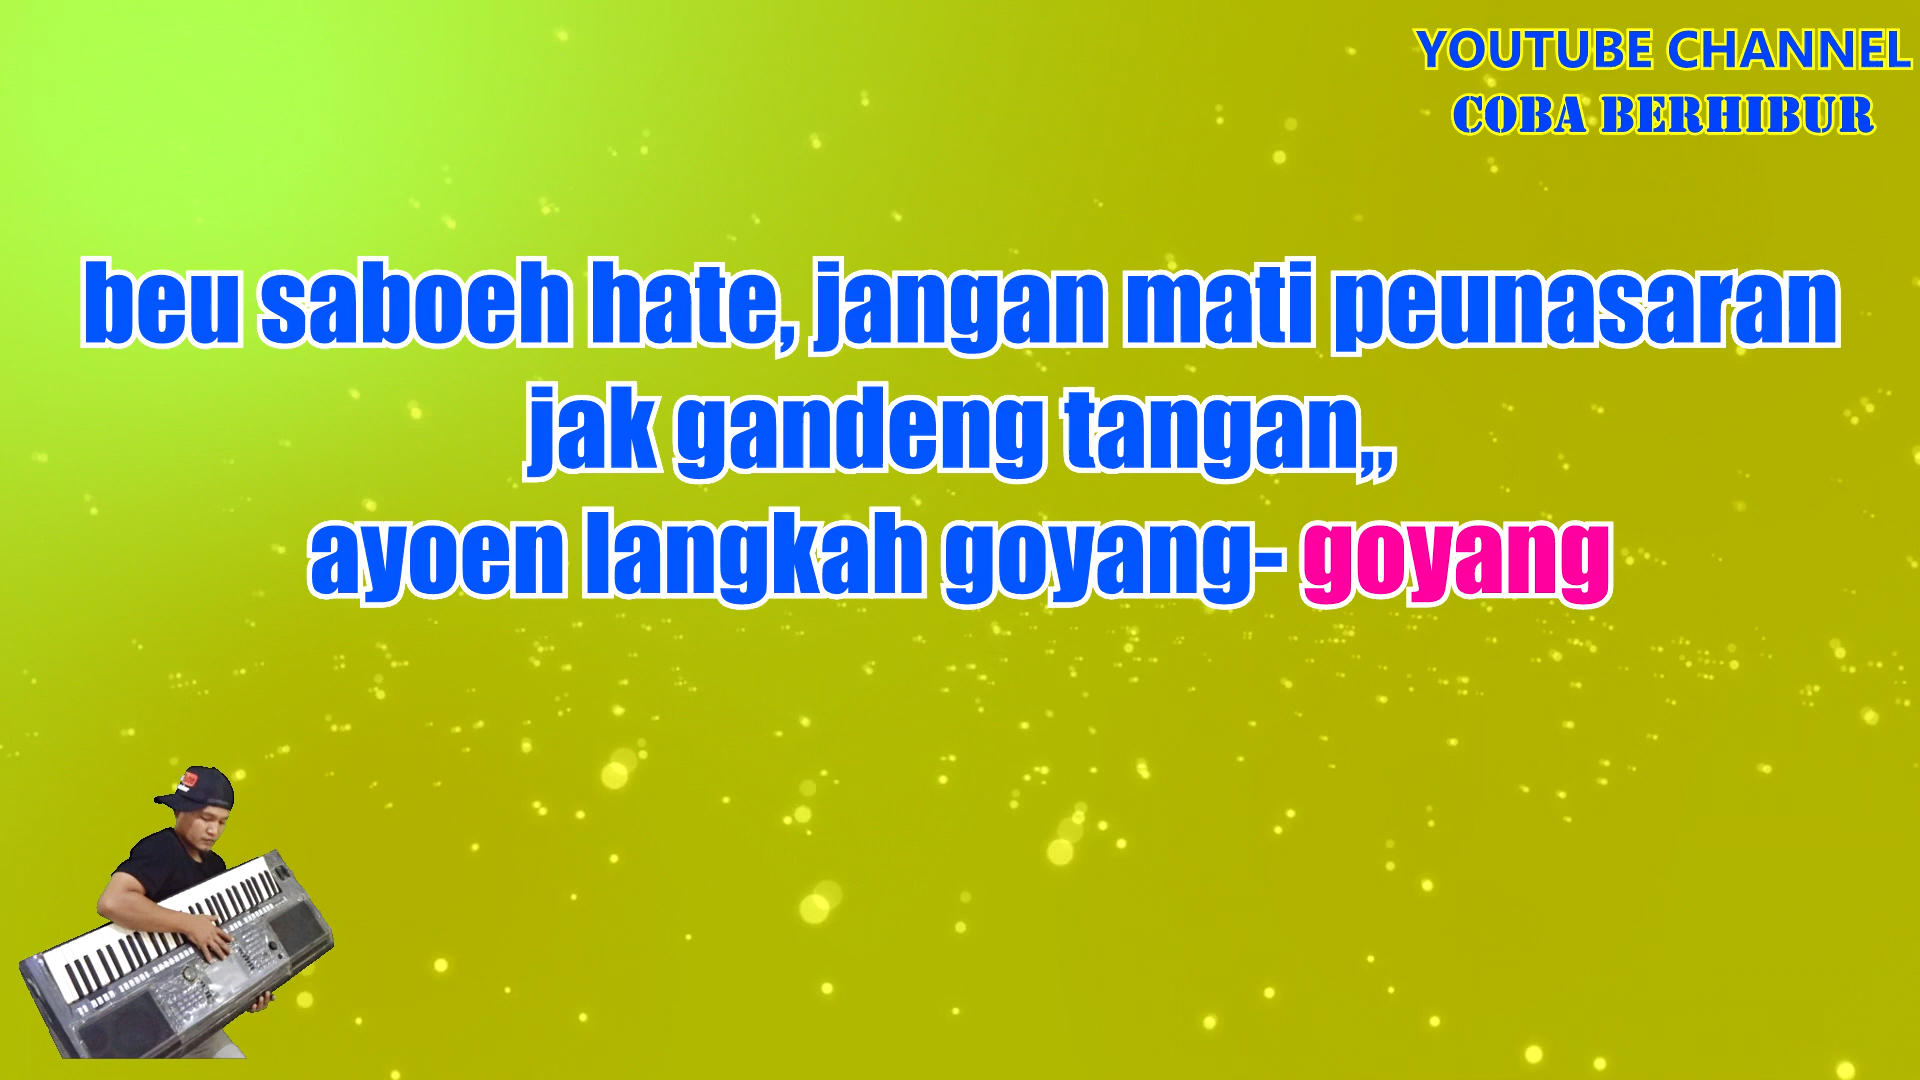 YOUTUBE CHANNEL
COBA BERHIBUR
beu saboeh hate, jangan mati peunasaran
jak gandeng tangan,,
ayoen langkah goyang- goyang